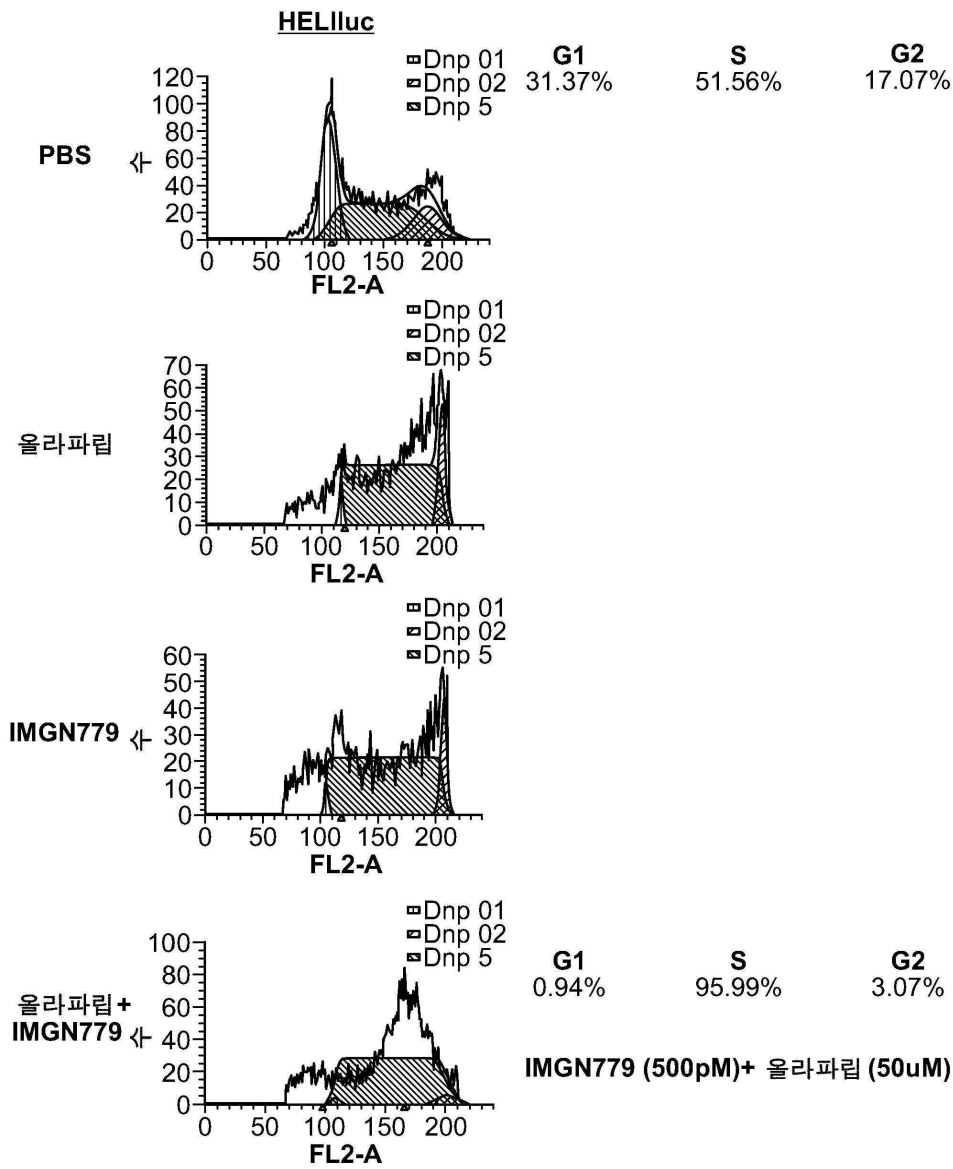 HELIluc
Dnp 01
Dnp 02
Dnp 5
G1 S G2
31.37% 51.56% 17.07%
PBS
수
120
100
80
60
40
20
0
0 50 100 150 200
FL2-A
Dnp 01
Dnp 02
Dnp 5
올라파립
70
60
50
40
30
20
10
0
0 50 100 150 200
FL2-A
Dnp 01
Dnp 02
Dnp 5
IMGN779
수
60
50
40
30
20
10
0
0 50 100 150 200
FL2-A
Dnp 01
Dnp 02
Dnp 5
G1 S G2
0.94% 95.99% 3.07%
올라파립+
IMGN779
수
100
80
60
40
20
0
0 50 100 150 200
FL2-A
IMGN779 (500pM)+ 올라파립 (50uM)